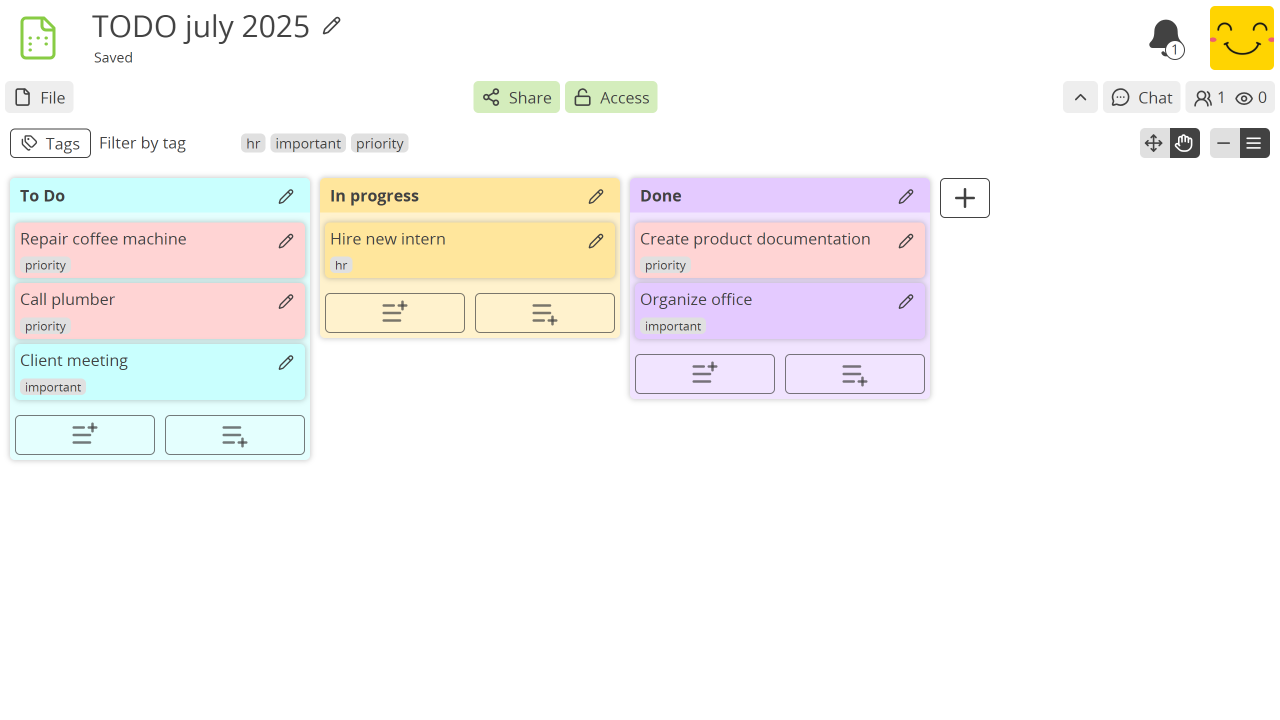 TODO july 2025
Saved
1
File
Share
Access
Chat
1
0
Tags
Filter by tag
hr
important
priority
To Do
Repair coffee machine
priority
Call plumber
priority
Client meeting
important
In progress
Hire new intern
hr
Done
Create product documentation
priority
Organize office
important